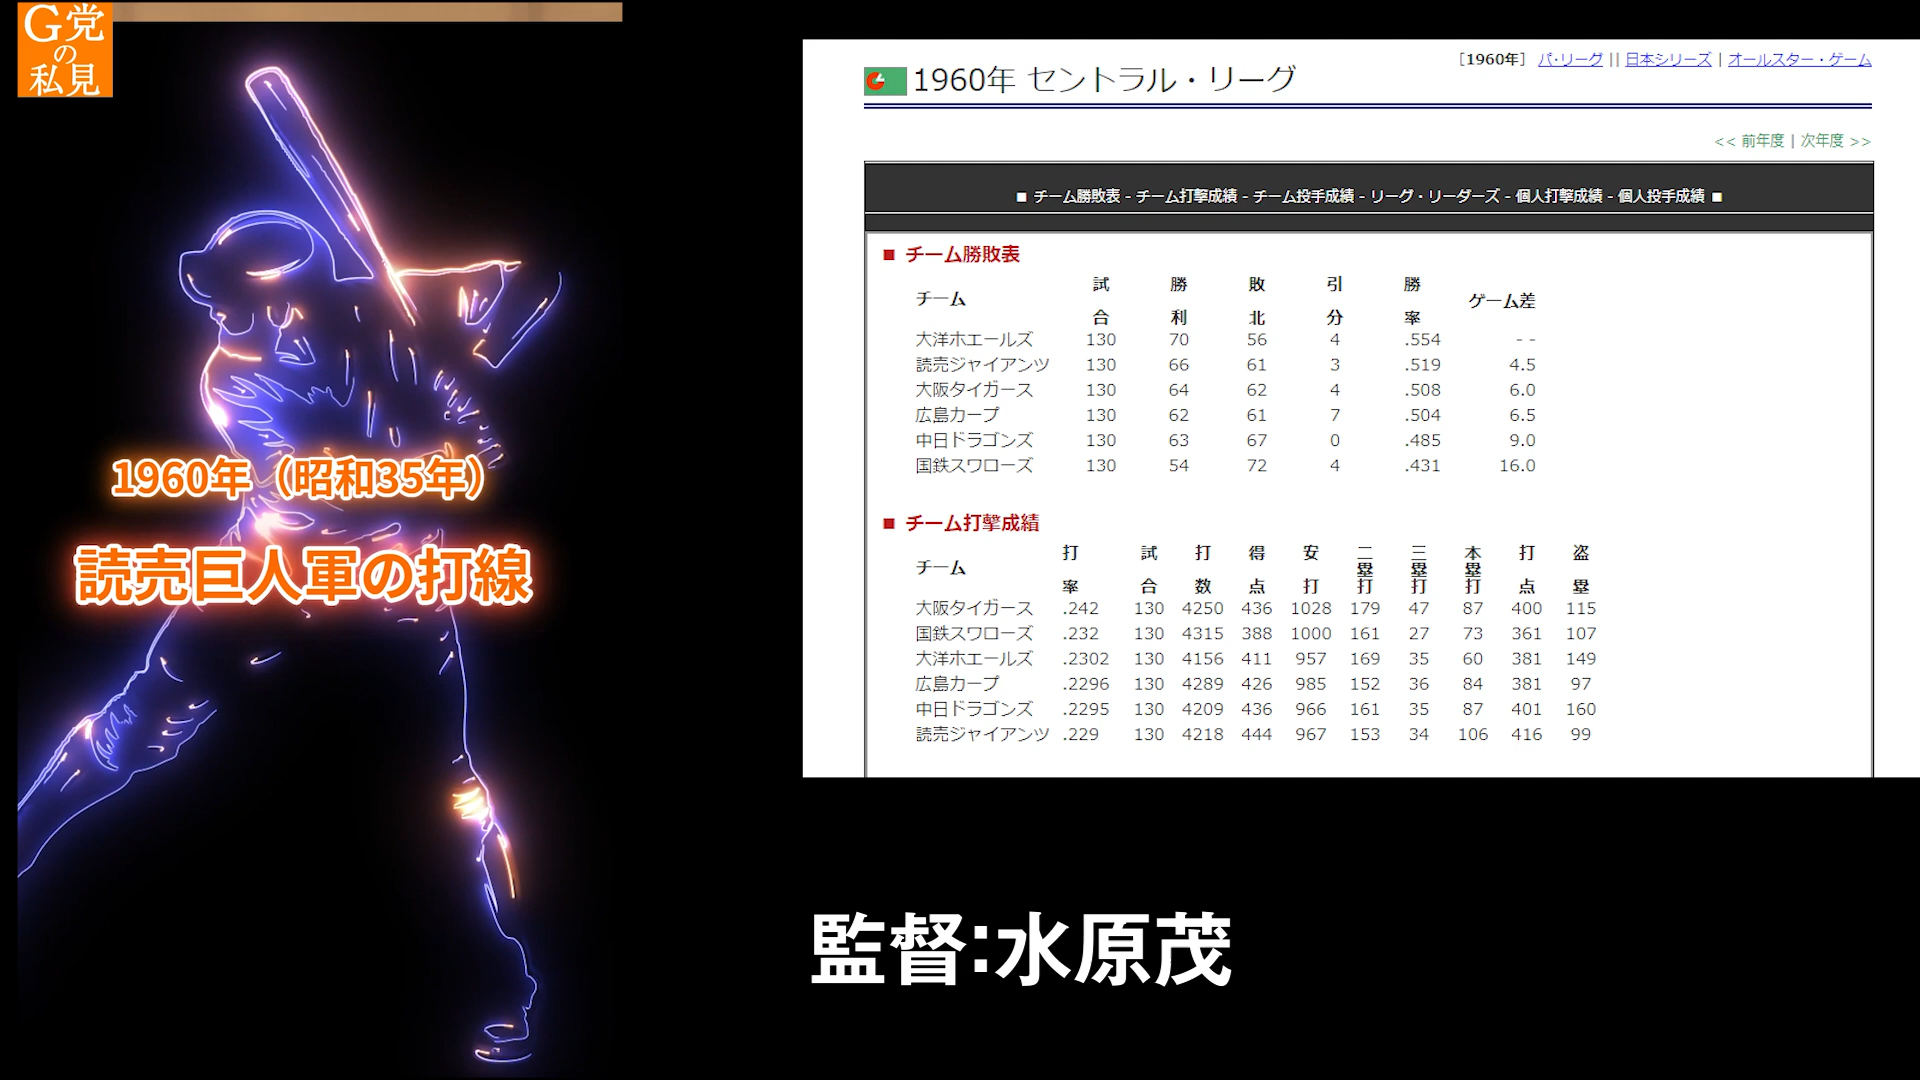 G党
の
私見
1960年（昭和35年）
読売巨人軍の打線
［1960年］ パ・リーグ || 日本シリーズ | オールスター・ゲーム
1960年 セントラル・リーグ
<< 前年度 | 次年度 >>
■ チーム勝敗表 - チーム打撃成績 - チーム投手成績 - リーグ・リーダーズ - 個人打撃成績 - 個人投手成績 ■
■ チーム勝敗表
チーム 試合 勝利 敗北 引分 勝率 ゲーム差
大洋ホエールズ 130 70 56 4 .554 - -
読売ジャイアンツ 130 66 61 3 .519 4.5
大阪タイガース 130 64 62 4 .508 6.0
広島カープ 130 62 61 7 .504 6.5
中日ドラゴンズ 130 63 67 0 .485 9.0
国鉄スワローズ 130 54 72 4 .431 16.0
■ チーム打撃成績
チーム 打率 試合 打数 得点 安打 二塁打 三塁打 本塁打 打点 盗塁
大阪タイガース .242 130 4250 436 1028 179 47 87 400 115
国鉄スワローズ .232 130 4315 388 1000 161 27 73 361 107
大洋ホエールズ .2302 130 4156 411 957 169 35 60 381 149
広島カープ .2296 130 4289 426 985 152 36 84 381 97
中日ドラゴンズ .2295 130 4209 436 966 161 35 87 401 160
読売ジャイアンツ .229 130 4218 444 967 153 34 106 416 99
監督:水原茂